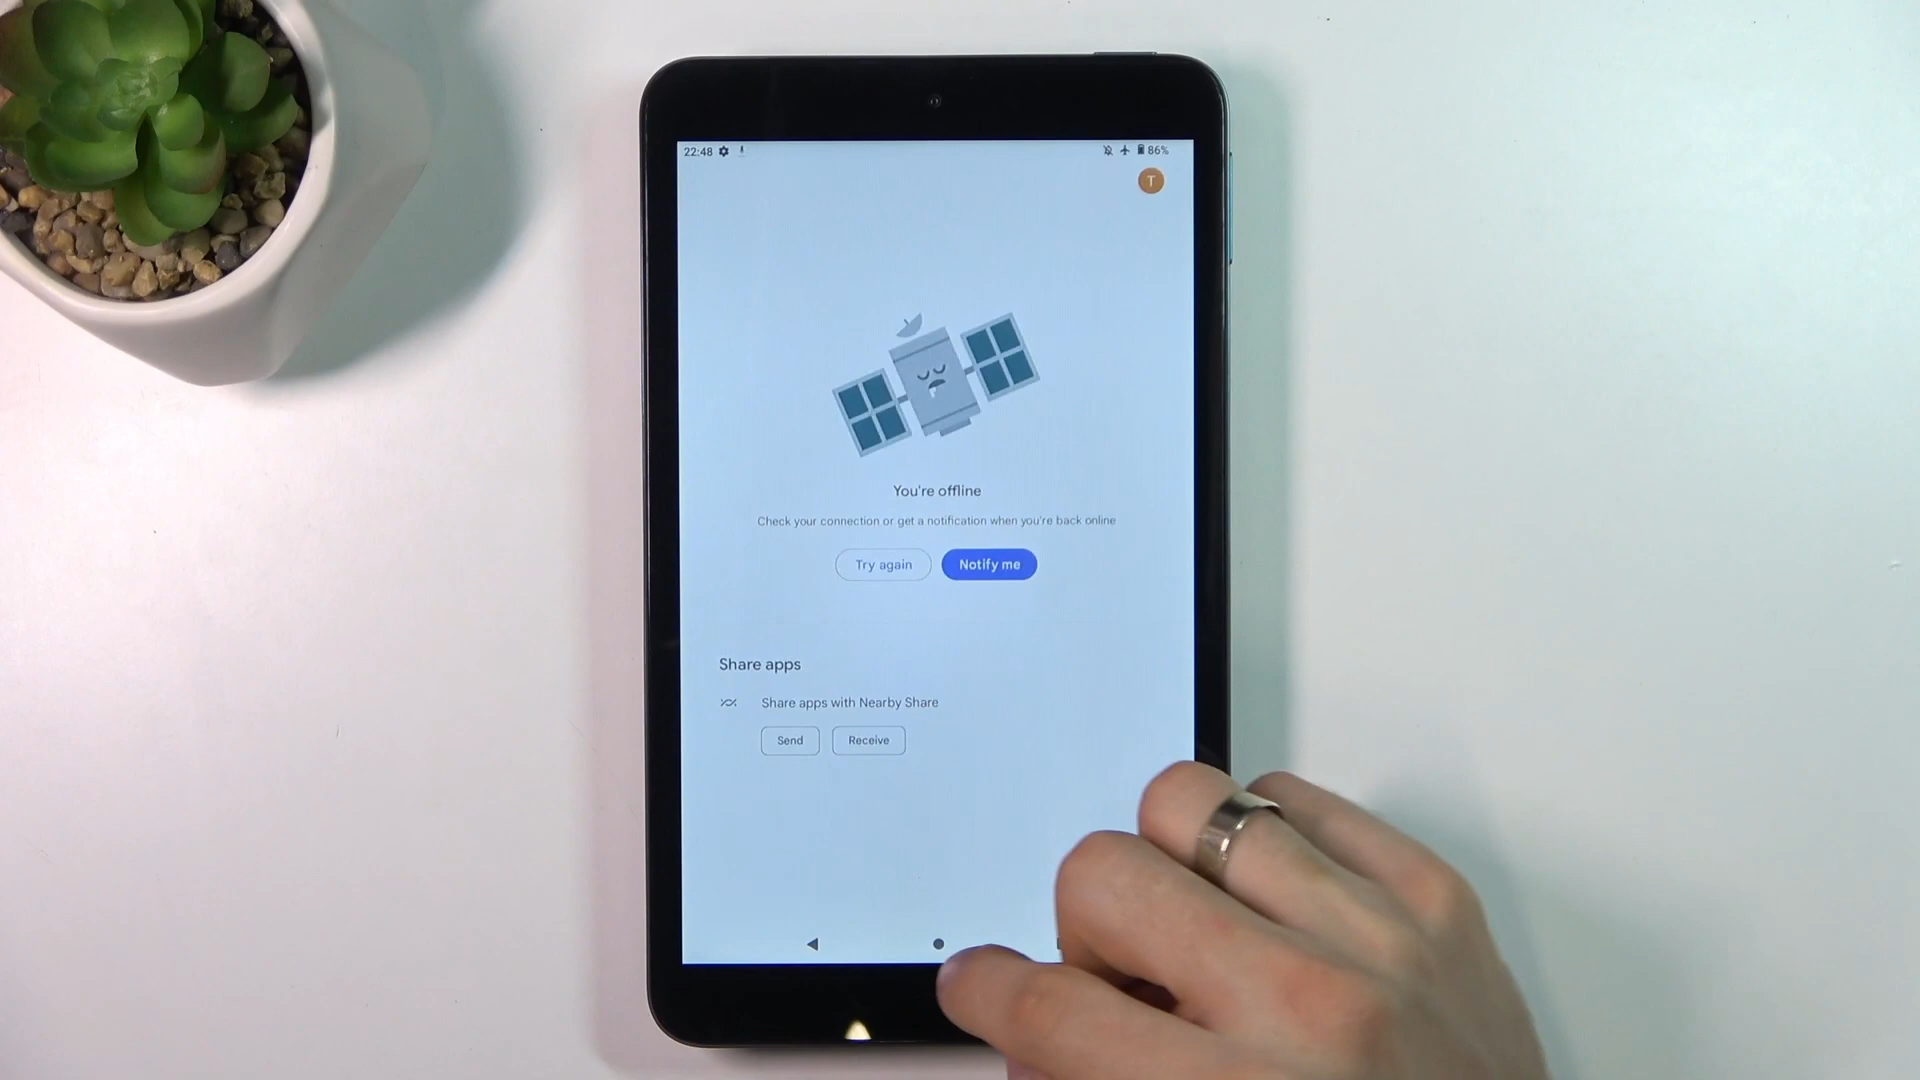 22:48 86%
T
You're offline
Check your connection or get a notification when you're back online
Try again Notify me
Share apps
Share apps with Nearby Share
Send Receive